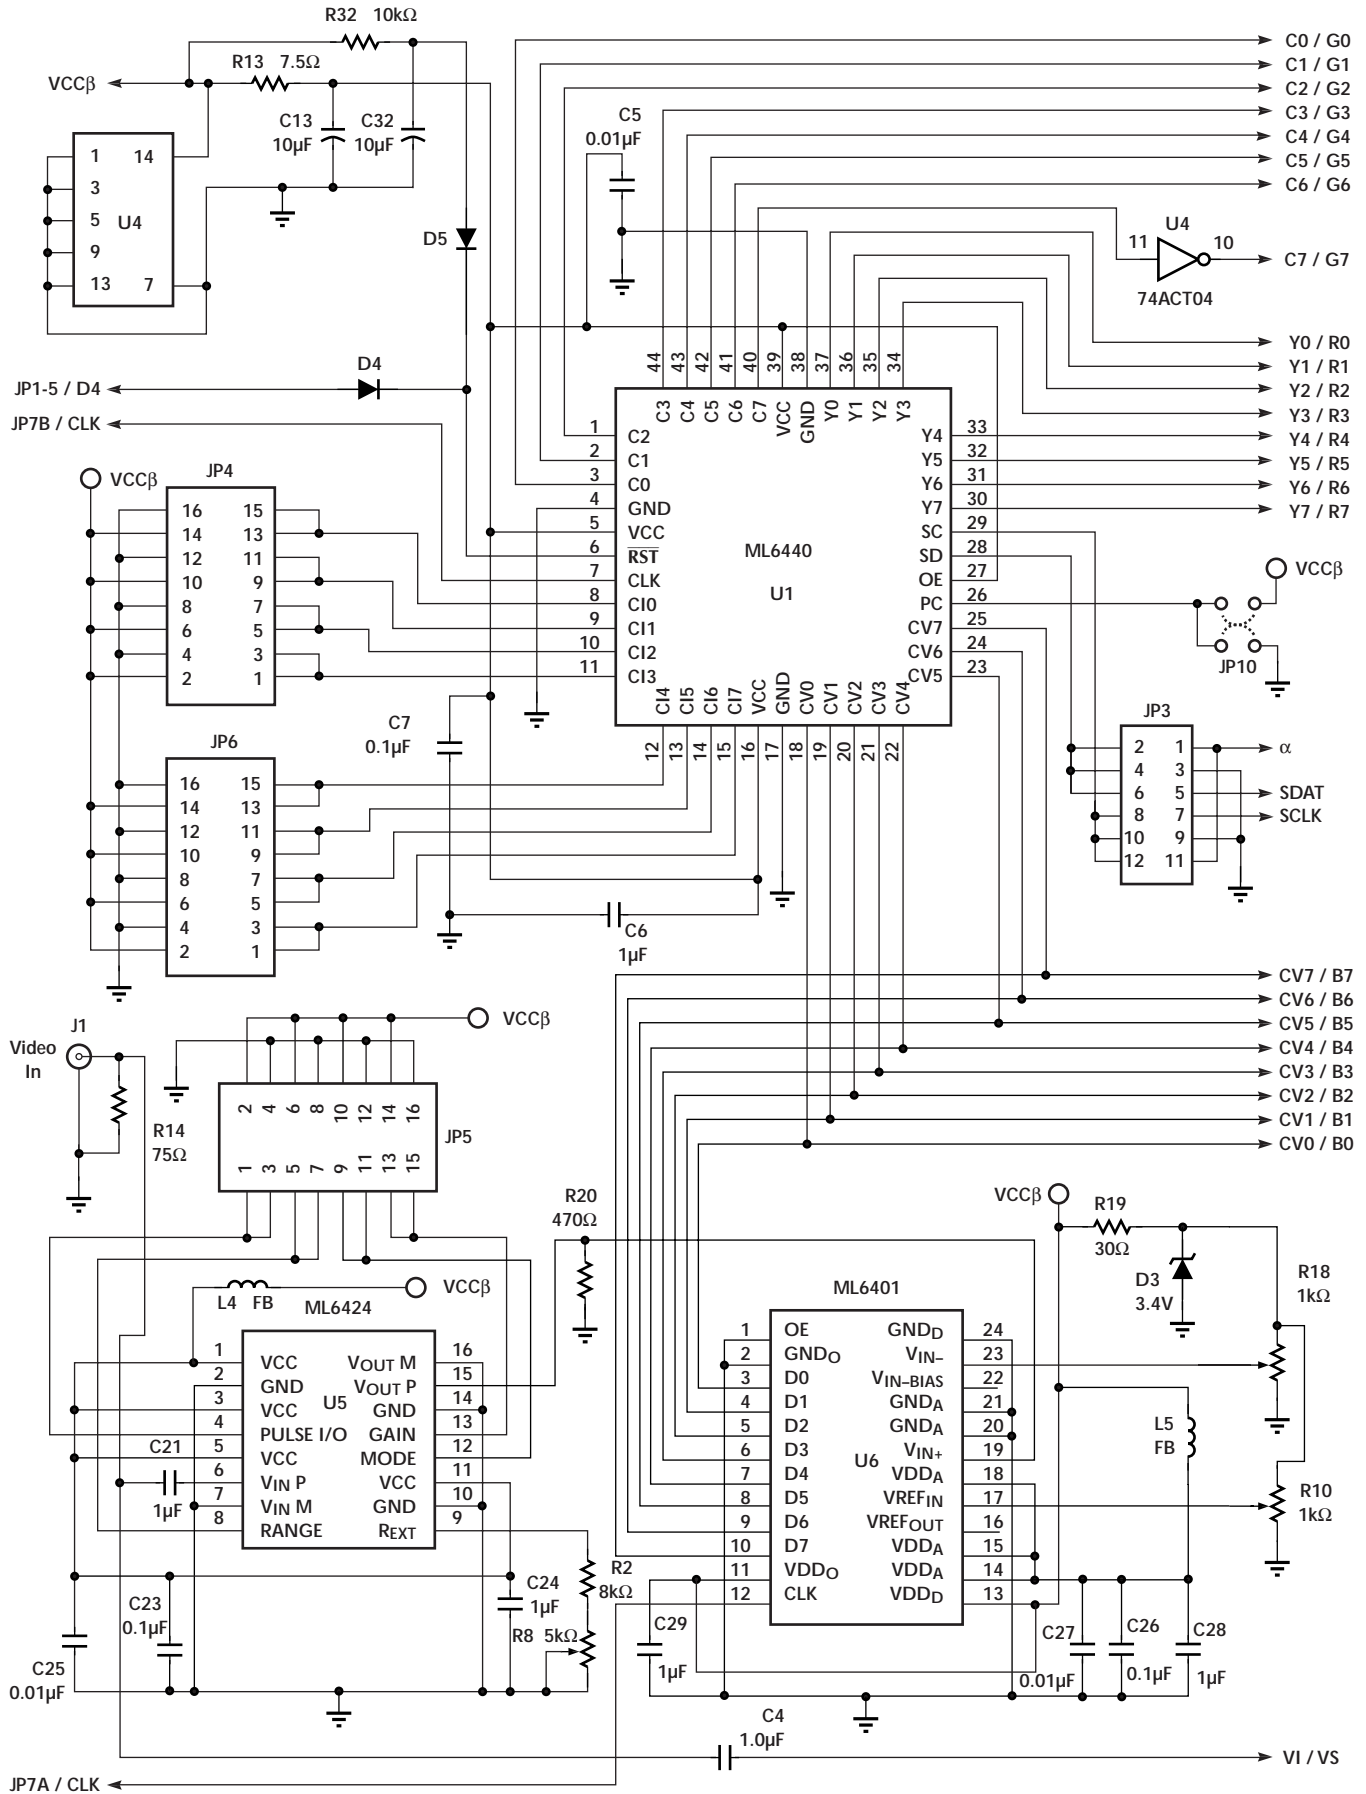 R32 10kΩ
R13 7.5Ω
VCCβ
C13
10µF
C32
10µF
C5
0.01µF
C0 / G0
C1 / G1
C2 / G2
C3 / G3
C4 / G4
C5 / G5
C6 / G6
U4
11 10
74ACT04
C7 / G7
1 14
3
5 U4
9
13 7
D5
D4
JP1-5 / D4
JP7B / CLK
44 43 42 41 40 39 38 37 36 35 34
C3 C4 C5 C6 C7 VCC GND Y0 Y1 Y2 Y3
Y0 / R0
Y1 / R1
Y2 / R2
Y3 / R3
Y4 / R4
Y5 / R5
Y6 / R6
Y7 / R7
1 C2
2 C1
3 C0
4 GND
5 VCC
6 RST
7 CLK
8 CI0
9 CI1
10 CI2
11 CI3
ML6440
U1
Y4 33
Y5 32
Y6 31
Y7 30
SC 29
SD 28
OE 27
PC 26
CV7 25
CV6 24
CV5 23
CI4 CI5 CI6 CI7 VCC GND CV0 CV1 CV2 CV3 CV4
12 13 14 15 16 17 18 19 20 21 22
VCCβ
JP10
VCCβ
JP4
16 15
14 13
12 11
10 9
8 7
6 5
4 3
2 1
C7
0.1µF
JP6
16 15
14 13
12 11
10 9
8 7
6 5
4 3
2 1
C6
1µF
JP3
2 1
4 3
6 5
8 7
10 9
12 11
α
SDAT
SCLK
CV7 / B7
CV6 / B6
CV5 / B5
CV4 / B4
CV3 / B3
CV2 / B2
CV1 / B1
CV0 / B0
J1
Video
In
R14
75Ω
VCCβ
2 4 6 8 10 12 14 16
JP5
1 3 5 7 9 11 13 15
R20
470Ω
L4 FB
VCCβ
ML6424
1 VCC VOUT M 16
2 GND VOUT P 15
3 VCC U5 GND 14
4 PULSE I/O GAIN 13
5 VCC MODE 12
6 VIN P VCC 11
7 VIN M GND 10
8 RANGE REXT 9
C21
1µF
C23
0.1µF
C25
0.01µF
C24
1µF
R2
8kΩ
R8 5kΩ
VCCβ
R19
30Ω
D3
3.4V
R18
1kΩ
ML6401
1 OE GNDD 24
2 GNDO VIN– 23
3 D0 VIN–BIAS 22
4 D1 GNDA 21
5 D2 GNDA 20
6 D3 VIN+ 19
U6
7 D4 VDDA 18
8 D5 VREFIN 17
9 D6 VREFOUT 16
10 D7 VDDA 15
11 VDDO VDDA 14
12 CLK VDDD 13
L5
FB
R10
1kΩ
C29
1µF
C27
0.01µF
C26
0.1µF
C28
1µF
C4
1.0µF
VI / VS
JP7A / CLK